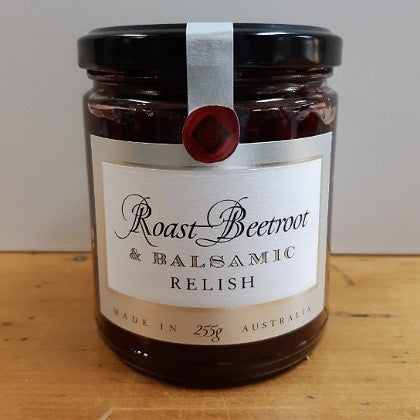 Roast Beetroot
& BALSAMIC
RELISH
MADE IN 255g AUSTRALIA